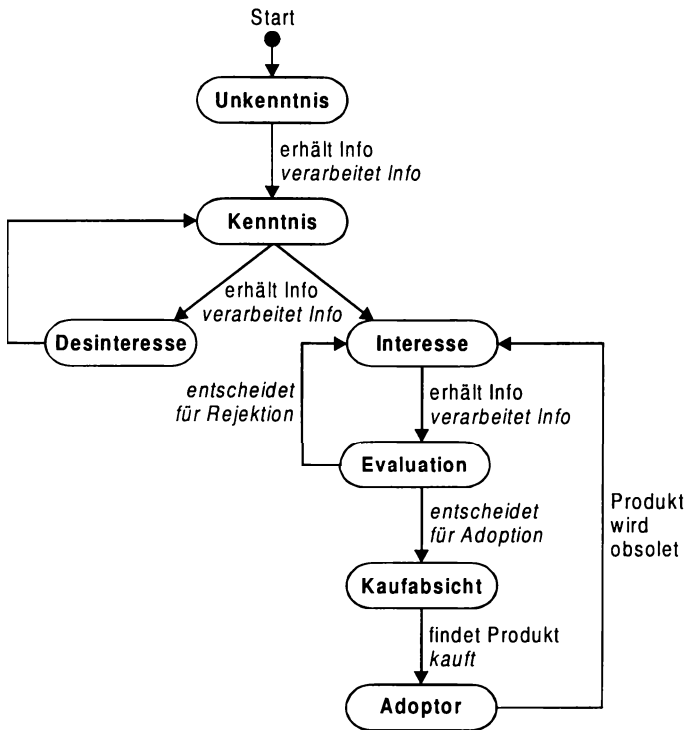 Start
Unkenntnis
erhält Info
verarbeitet Info
Kenntnis
erhält Info
verarbeitet Info
Desinteresse
Interesse
entscheidet
für Rejektion
erhält Info
verarbeitet Info
Evaluation
entscheidet
für Adoption
Produkt
wird
obsolet
Kaufabsicht
findet Produkt
kauft
Adoptor